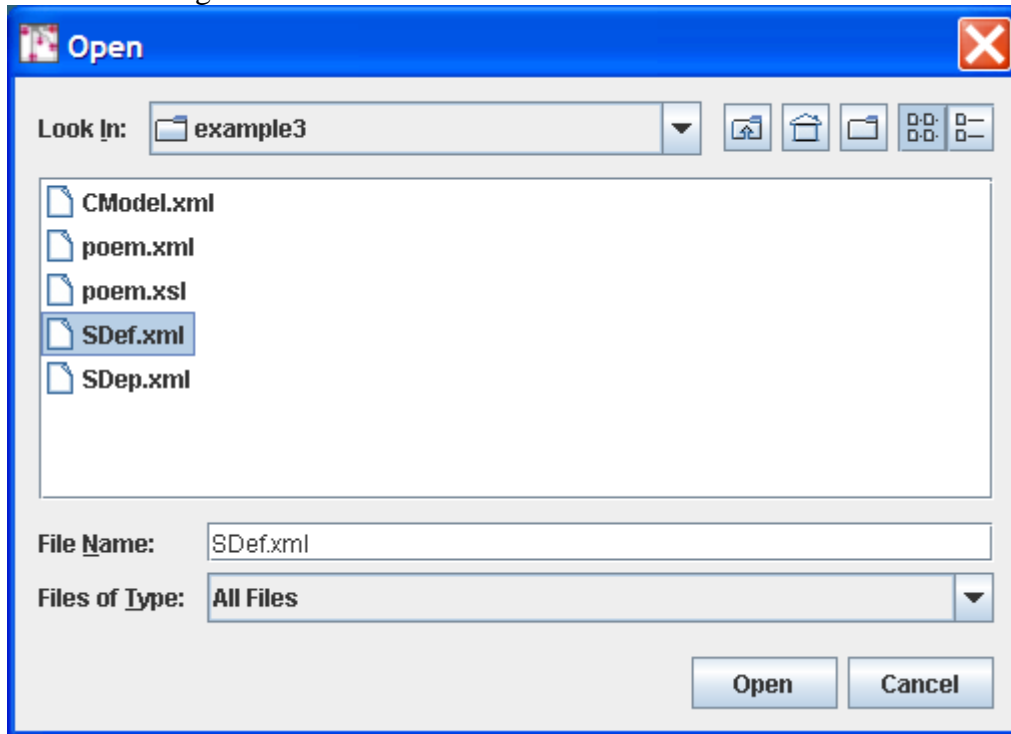 Open
Look In: example3
CModel.xml
poem.xml
poem.xsl
SDef.xml
SDep.xml
File Name: SDef.xml
Files of Type: All Files
Open Cancel